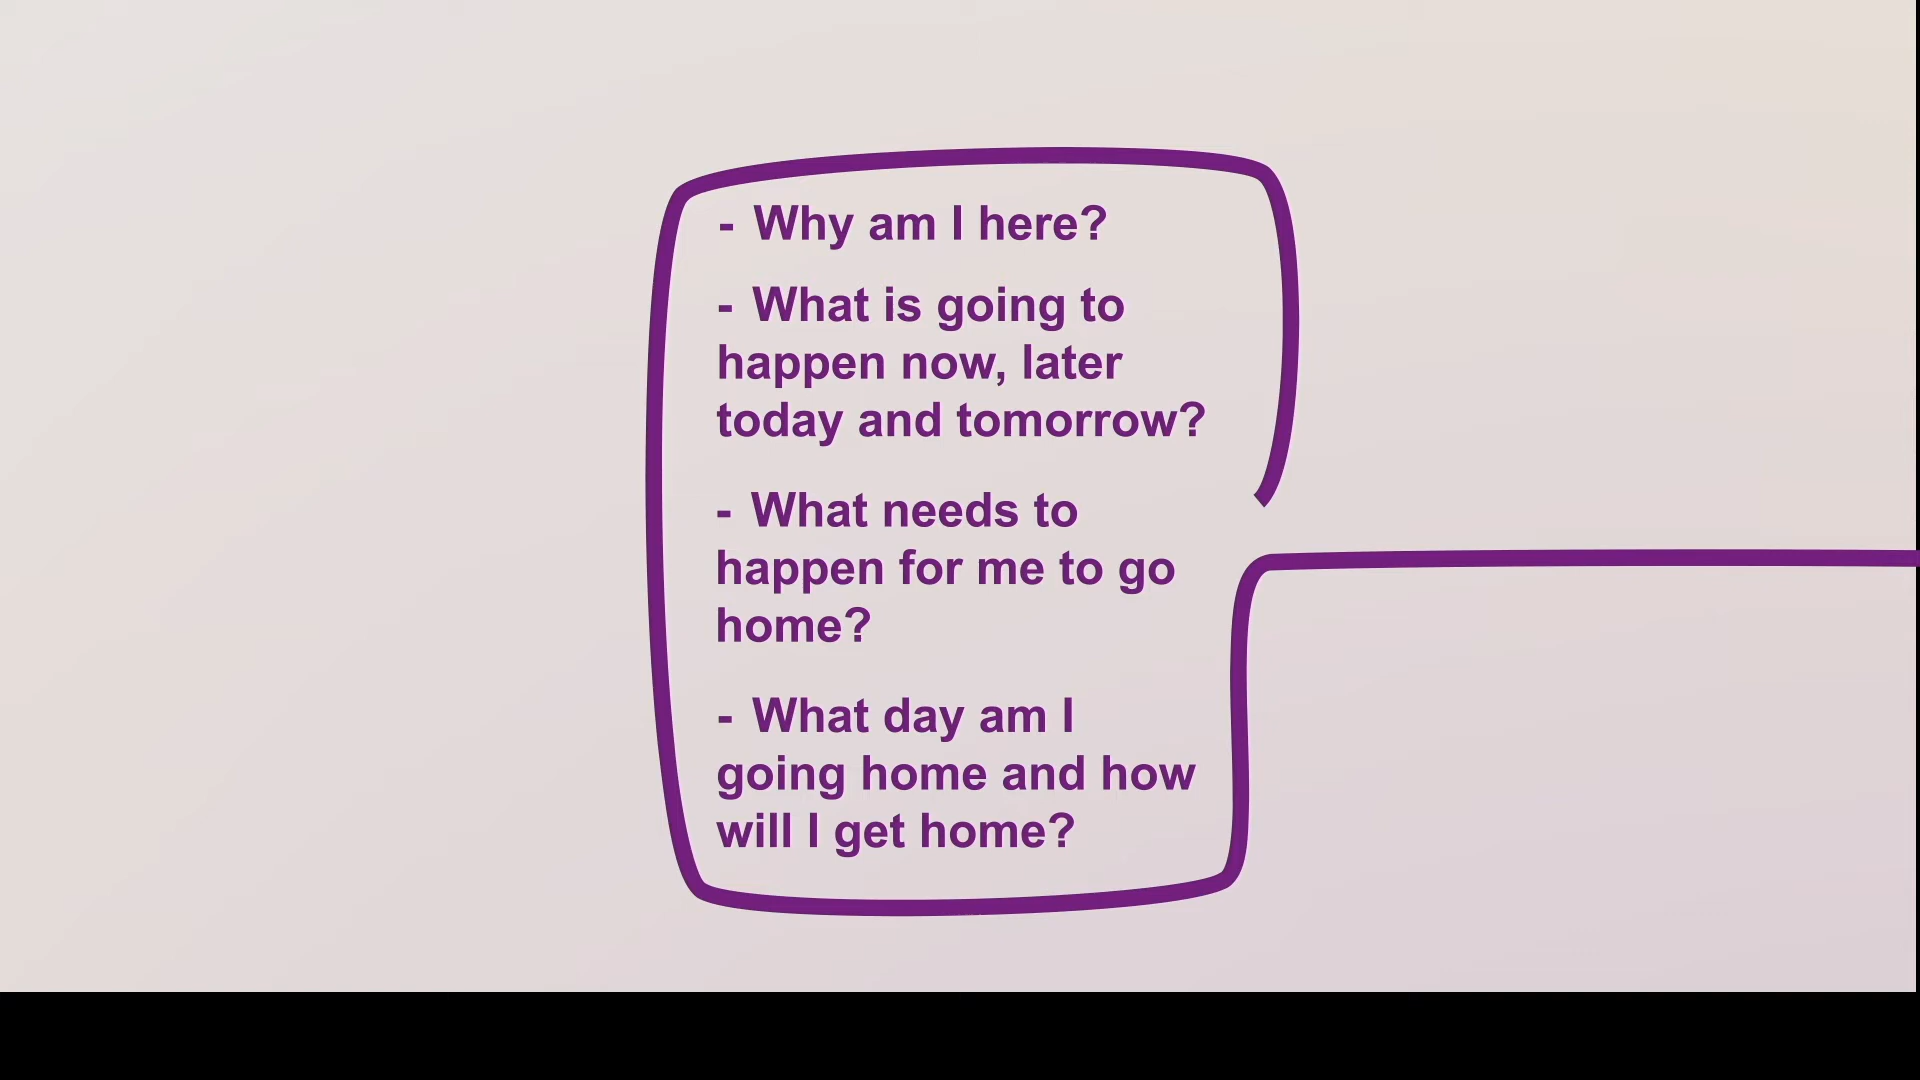 - Why am I here?
- What is going to
happen now, later
today and tomorrow?
- What needs to
happen for me to go
home?
- What day am I
going home and how
will I get home?